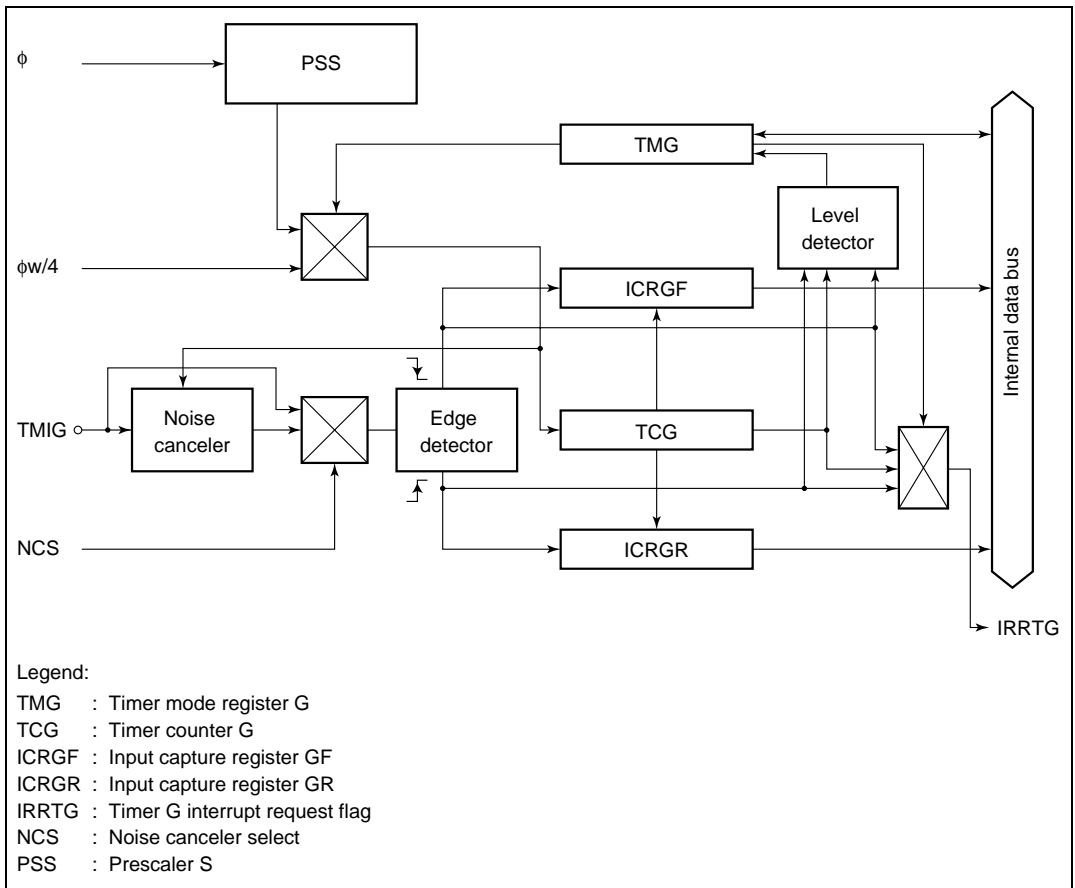 ϕ
PSS
TMG
Level
detector
ϕw/4
ICRGF
Internal data bus
TMIG
Noise
canceler
Edge
detector
TCG
NCS
ICRGR
IRRTG
Legend:
TMG : Timer mode register G
TCG : Timer counter G
ICRGF : Input capture register GF
ICRGR : Input capture register GR
IRRTG : Timer G interrupt request flag
NCS : Noise canceler select
PSS : Prescaler S